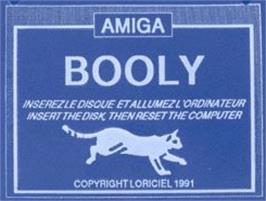 AMIGA
BOOLY
INSEREZ LE DISQUE ET ALLUMEZ L'ORDINATEUR
INSERT THE DISK, THEN RESET THE COMPUTER
COPYRIGHT LORICIEL 1991